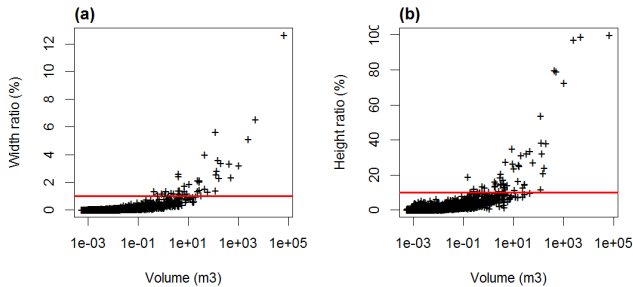 (a)
Width ratio (%)
12
10
8
6
4
2
0
1e-03 1e-01 1e+01 1e+03 1e+05
Volume (m3)
(b)
Height ratio (%)
100
80
60
40
20
0
1e-03 1e-01 1e+01 1e+03 1e+05
Volume (m3)